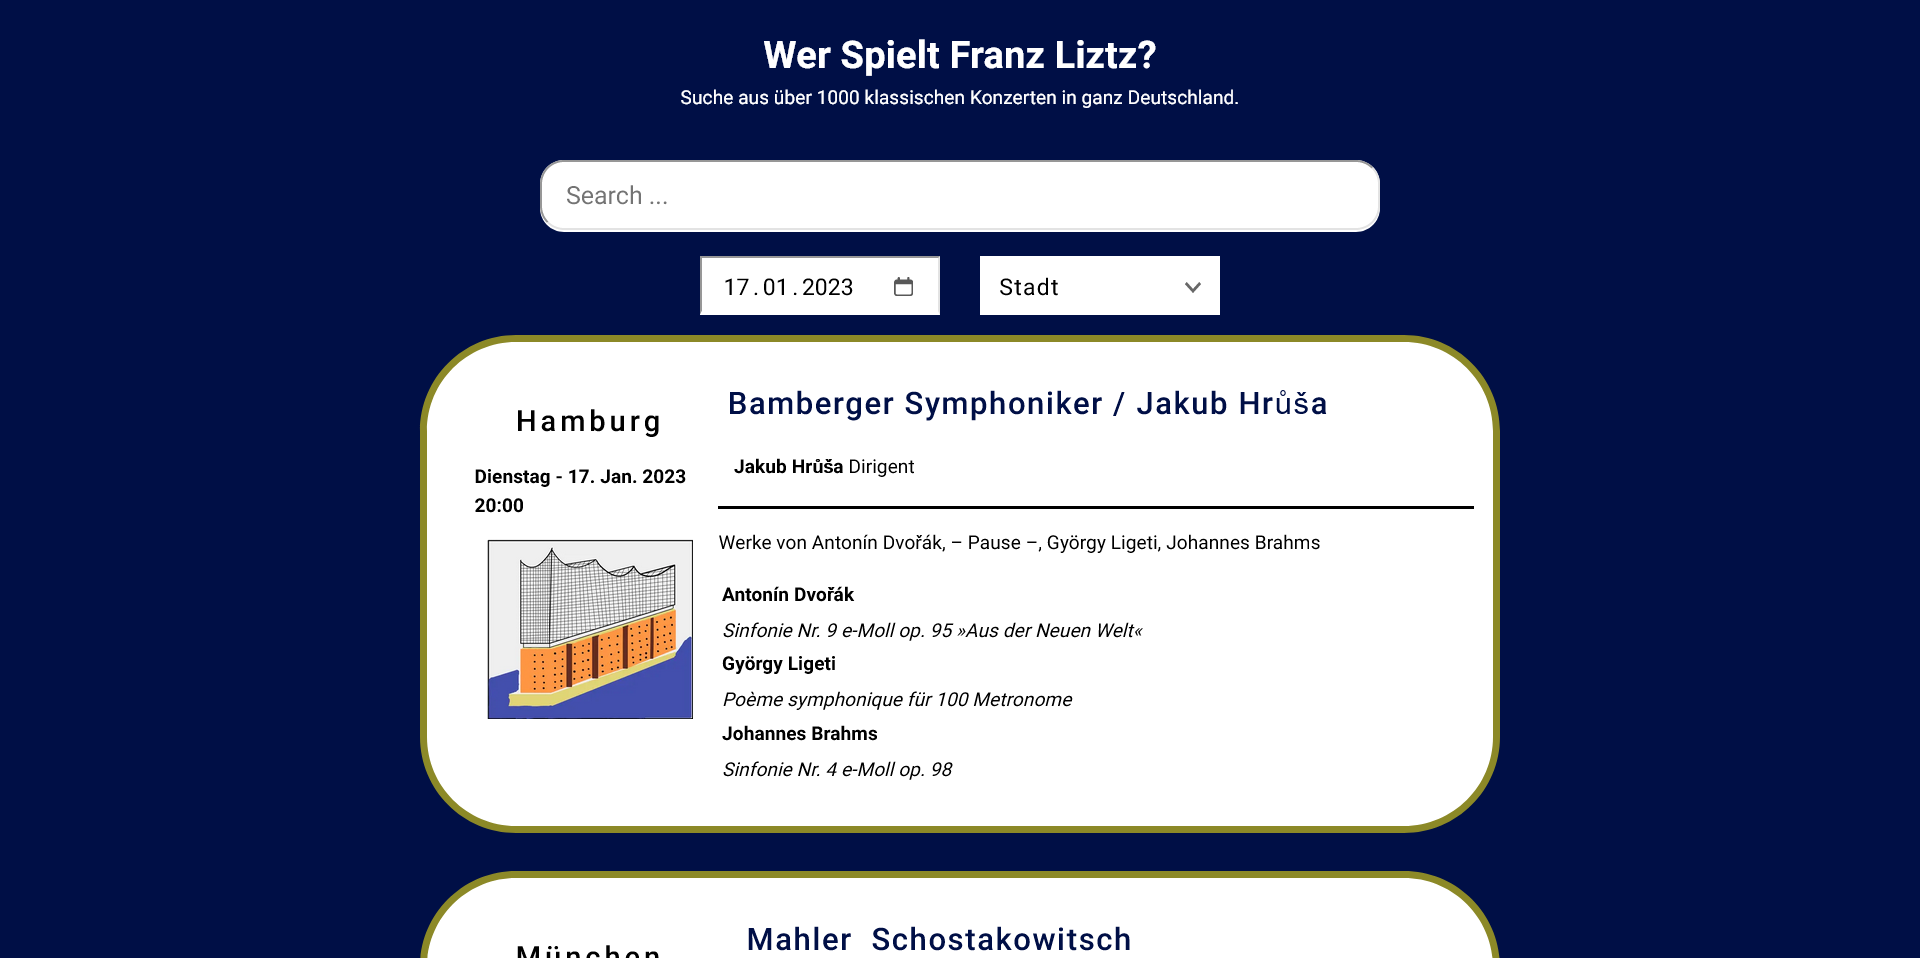 Wer Spielt Franz Liztz?
Suche aus über 1000 klassischen Konzerten in ganz Deutschland.
Search ...
17.01.2023
Stadt
Hamburg
Dienstag - 17. Jan. 2023
20:00
Bamberger Symphoniker / Jakub Hrůša
Jakub Hrůša Dirigent
Werke von Antonín Dvořák, – Pause –, György Ligeti, Johannes Brahms
Antonín Dvořák
Sinfonie Nr. 9 e-Moll op. 95 »Aus der Neuen Welt«
György Ligeti
Poème symphonique für 100 Metronome
Johannes Brahms
Sinfonie Nr. 4 e-Moll op. 98
München
Mahler Schostakowitsch